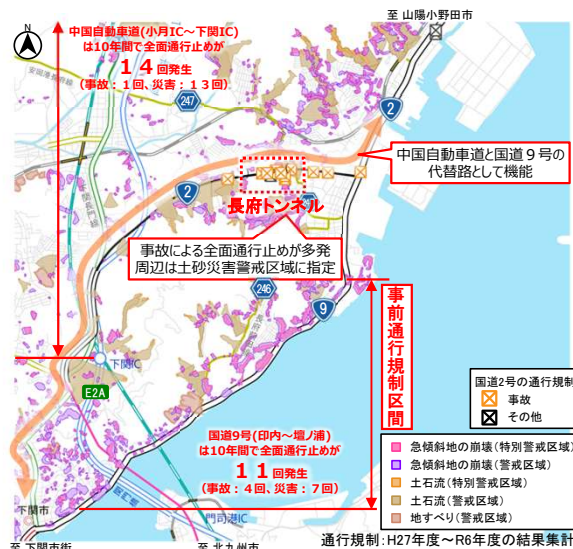 至 山陽小野田市
N
中国自動車道(小月IC~下関IC)
は10年間で全面通行止めが
14回発生
(事故:1回、災害:13回)
247
2
中国自動車道と国道9号の
代替路として機能
2
長府トンネル
事故による全面通行止めが多発
周辺は土砂災害警戒区域に指定
246
9
事前通行規制区間
下関IC
E2A
国道2号の通行規制
事故
その他
国道9号(印内~壇ノ浦)
は10年間で全面通行止めが
11回発生
(事故:4回、災害:7回)
急傾斜地の崩壊(特別警戒区域)
急傾斜地の崩壊(警戒区域)
土石流(特別警戒区域)
土石流(警戒区域)
地すべり(警戒区域)
下関市
門司港IC
至 下関市街
至 北九州市
通行規制:H27年度~R6年度の結果集計